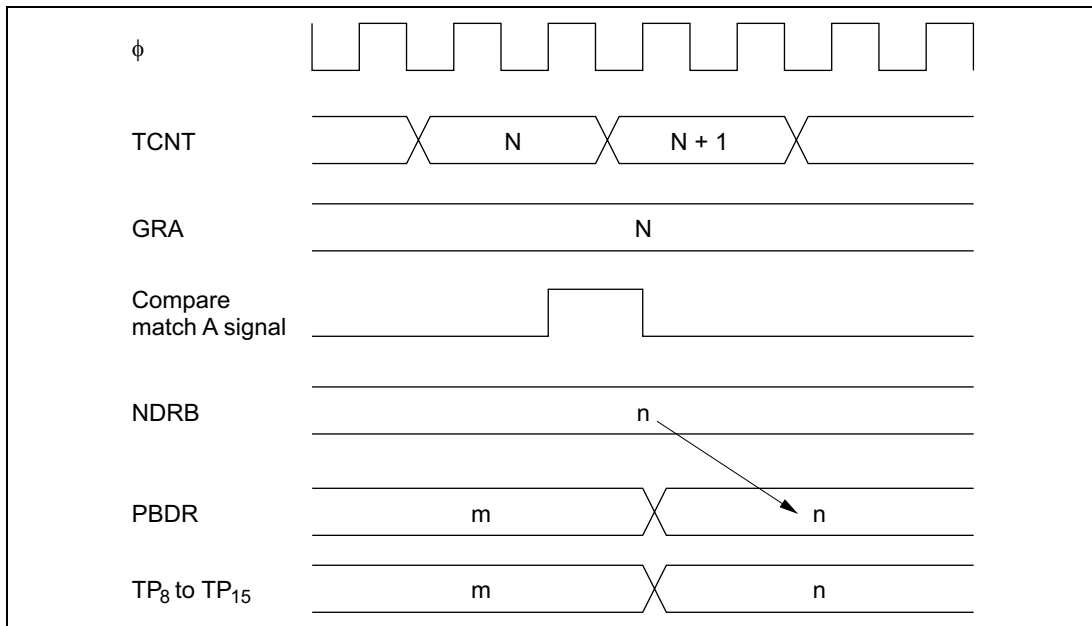 ϕ
TCNT
N
N + 1
GRA
N
Compare
match A signal
NDRB
n
PBDR
m
n
TP8 to TP15
m
n